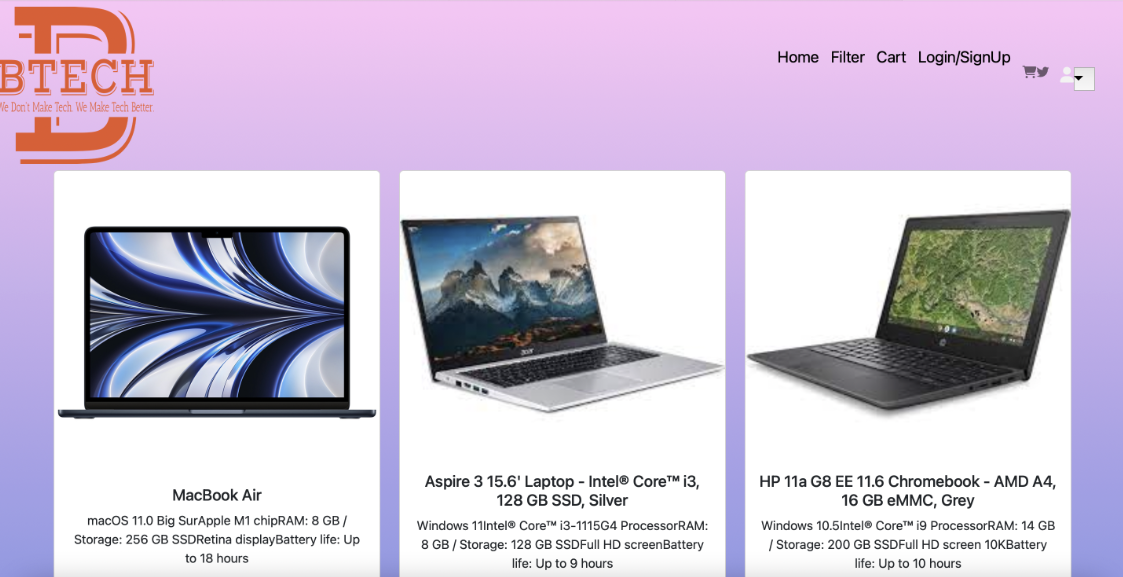 BTECH
We Don't Make Tech. We Make Tech Better.
Home Filter Cart Login/SignUp
acer
MacBook Air
macOS 11.0 Big SurApple M1 chipRAM: 8 GB /
Storage: 256 GB SSDRetina displayBattery life: Up
to 18 hours
Aspire 3 15.6' Laptop - Intel® Core™ i3,
128 GB SSD, Silver
Windows 11Intel® Core™ i3-1115G4 ProcessorRAM:
8 GB / Storage: 128 GB SSDFull HD screenBattery
life: Up to 9 hours
HP 11a G8 EE 11.6 Chromebook - AMD A4,
16 GB eMMC, Grey
Windows 10.5Intel® Core™ i9 ProcessorRAM: 14 GB
/ Storage: 200 GB SSDFull HD screen 10KBattery
life: Up to 10 hours